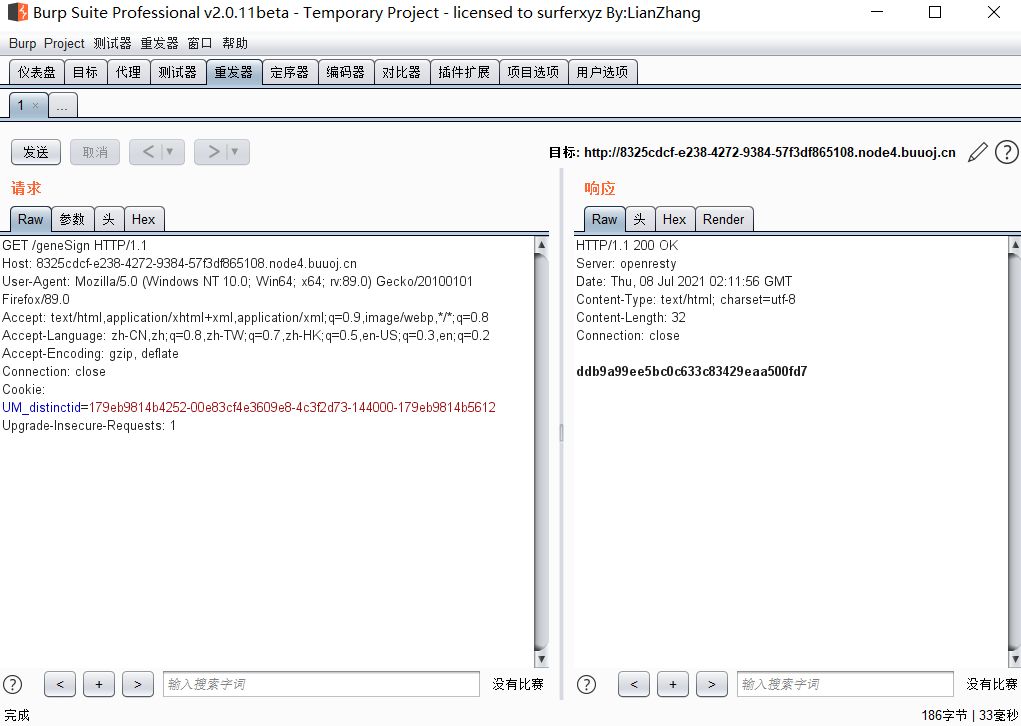 Burp Suite Professional v2.0.11beta - Temporary Project - licensed to surferxyz By:LianZhang
Burp Project 测试器 重发器 窗口 帮助
仪表盘 目标 代理 测试器 重发器 定序器 编码器 对比器 插件扩展 项目选项 用户选项
1 × ...
发送 取消 < ▼ > ▼ 目标: http://8325cdcf-e238-4272-9384-57f3df865108.node4.buuoj.cn ?
请求
Raw 参数 头 Hex
GET /geneSign HTTP/1.1
Host: 8325cdcf-e238-4272-9384-57f3df865108.node4.buuoj.cn
User-Agent: Mozilla/5.0 (Windows NT 10.0; Win64; x64; rv:89.0) Gecko/20100101
Firefox/89.0
Accept: text/html,application/xhtml+xml,application/xml;q=0.9,image/webp,*/*;q=0.8
Accept-Language: zh-CN,zh;q=0.8,zh-TW;q=0.7,zh-HK;q=0.5,en-US;q=0.3,en;q=0.2
Accept-Encoding: gzip, deflate
Connection: close
Cookie:
UM_distinctid=179eb9814b4252-00e83cf4e3609e8-4c3f2d73-144000-179eb9814b5612
Upgrade-Insecure-Requests: 1
? < + > 输入搜索字词 没有比赛
响应
Raw 头 Hex Render
HTTP/1.1 200 OK
Server: openresty
Date: Thu, 08 Jul 2021 02:11:56 GMT
Content-Type: text/html; charset=utf-8
Content-Length: 32
Connection: close
ddb9a99ee5bc0c633c83429eaa500fd7
? < + > 输入搜索字词 没有比赛
完成 186字节 | 33毫秒